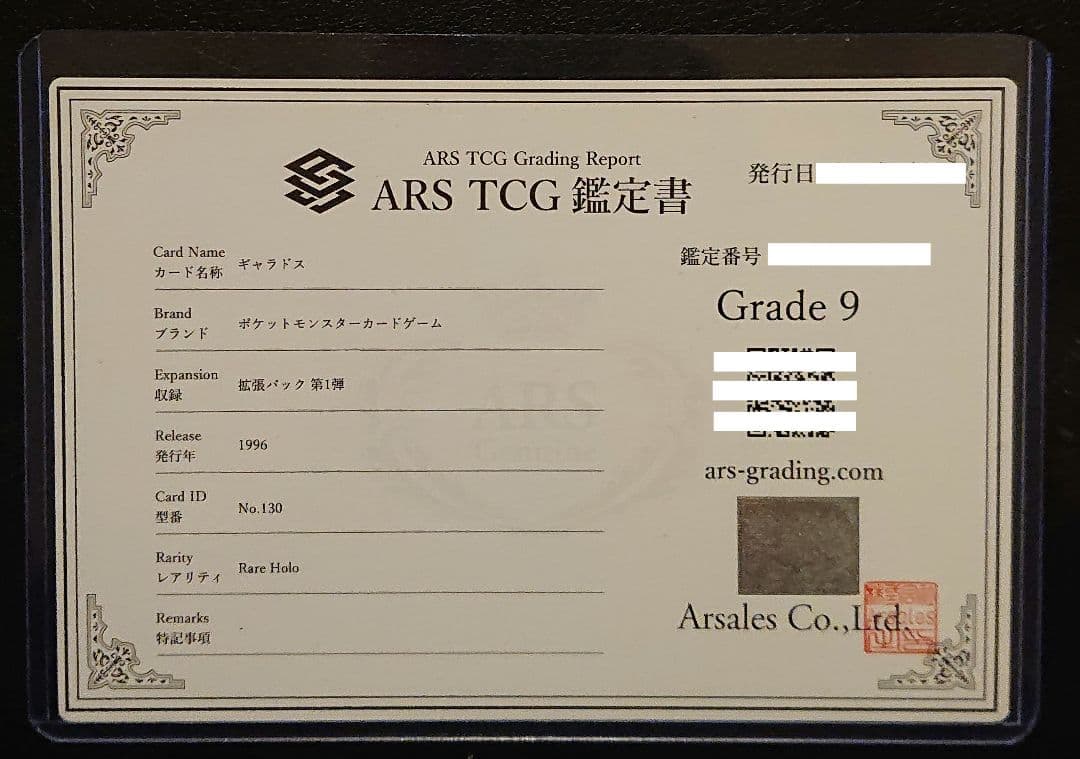 ARS TCG Grading Report
ARS TCG 鑑定書
発行日
Card Name
カード名称
ギャラドス
Brand
ブランド
ポケットモンスターカードゲーム
Expansion
収録
拡張パック 第1弾
Release
発行年
1996
Card ID
型番
No.130
Rarity
レアリティ
Rare Holo
Remarks
特記事項
-
鑑定番号
Grade 9
ars-grading.com
Arsales Co.,Ltd.
ARS
Genuine